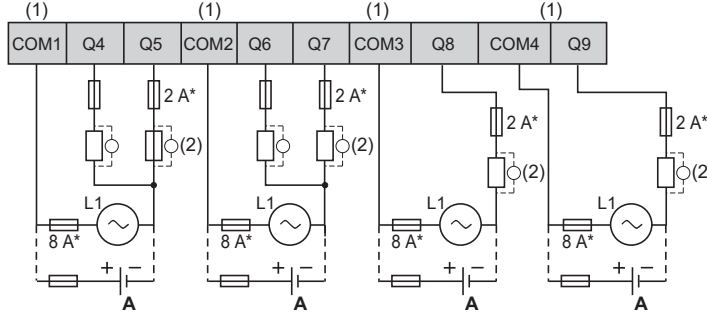 (1) (1) (1) (1)
COM1 Q4 Q5 COM2 Q6 Q7 COM3 Q8 COM4 Q9
2 A* 2 A*
2 A* 2 A*
(2) (2)
(2) (2
L1 L1 L1 L1
8 A* 8 A* 8 A* 8 A*
+ − + − + − + −
A A A A